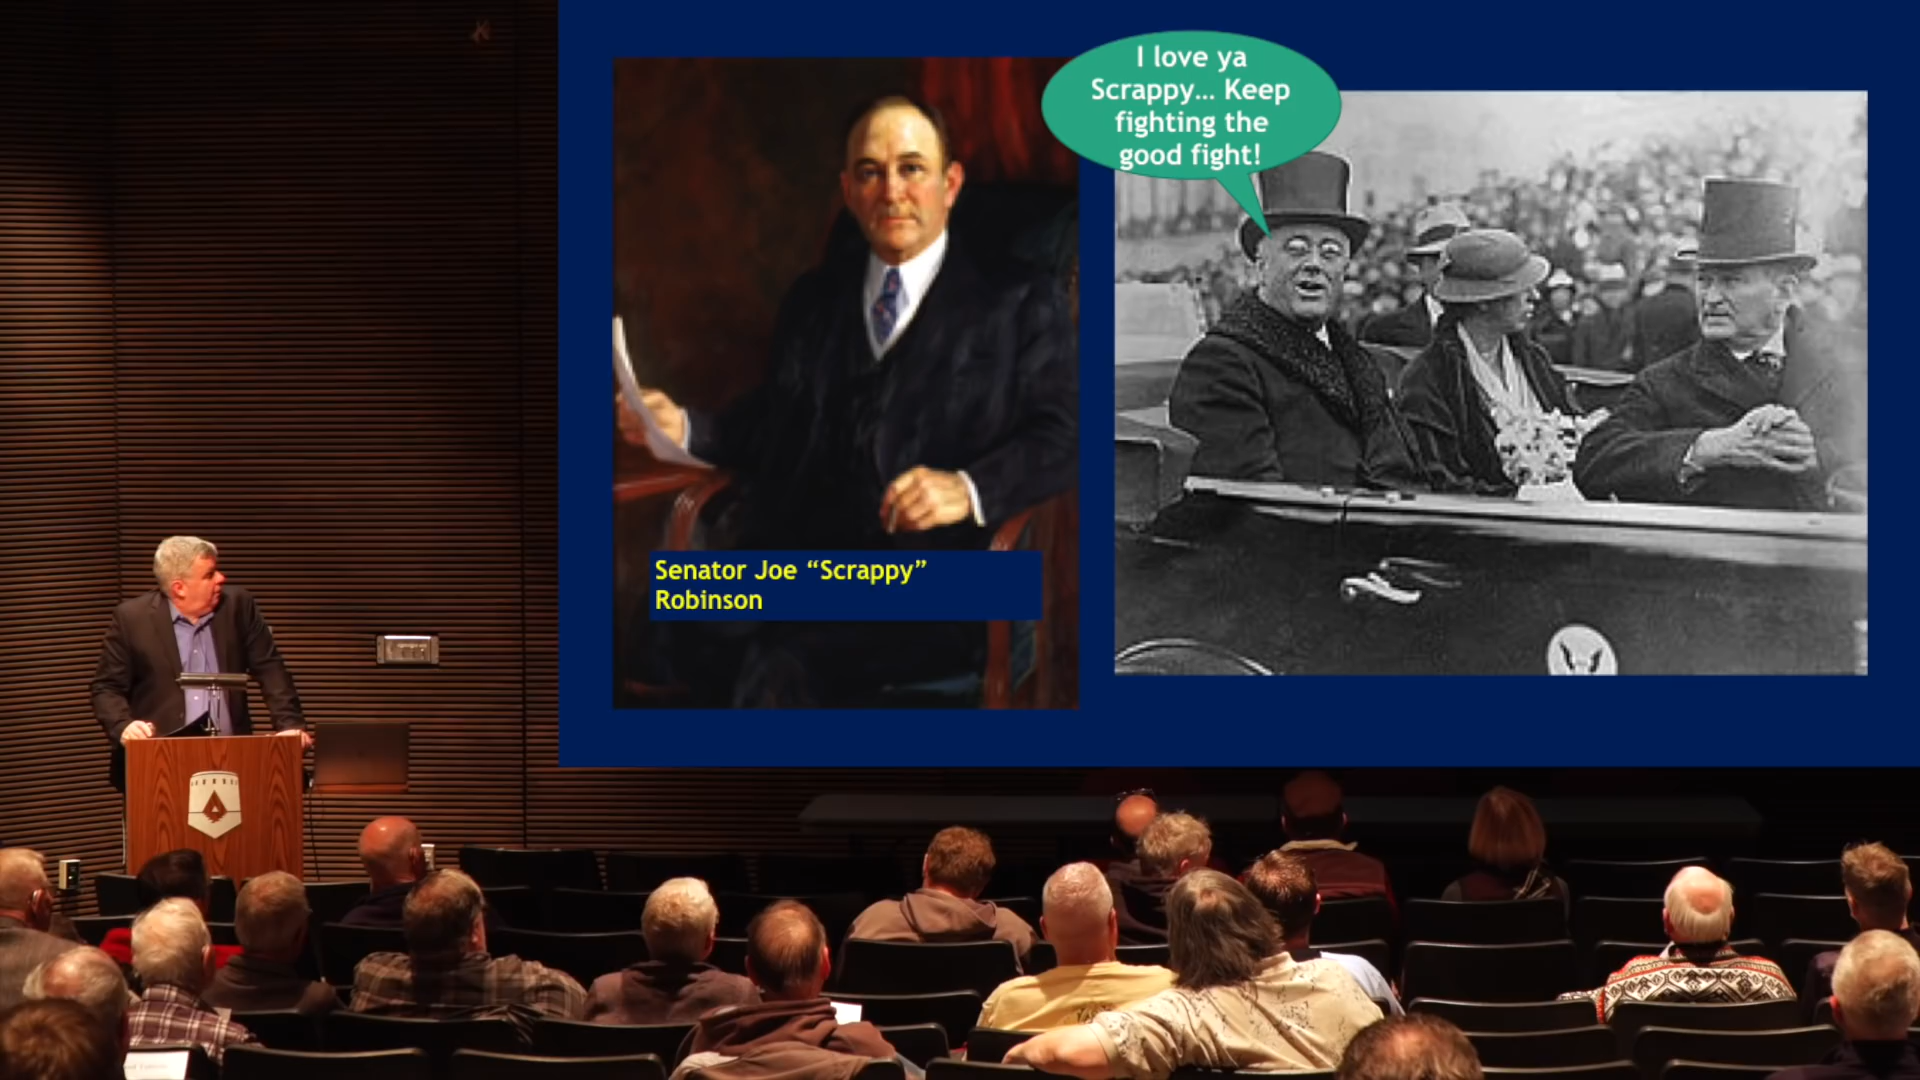 I love ya
Scrappy... Keep
fighting the
good fight!
Senator Joe “Scrappy”
Robinson